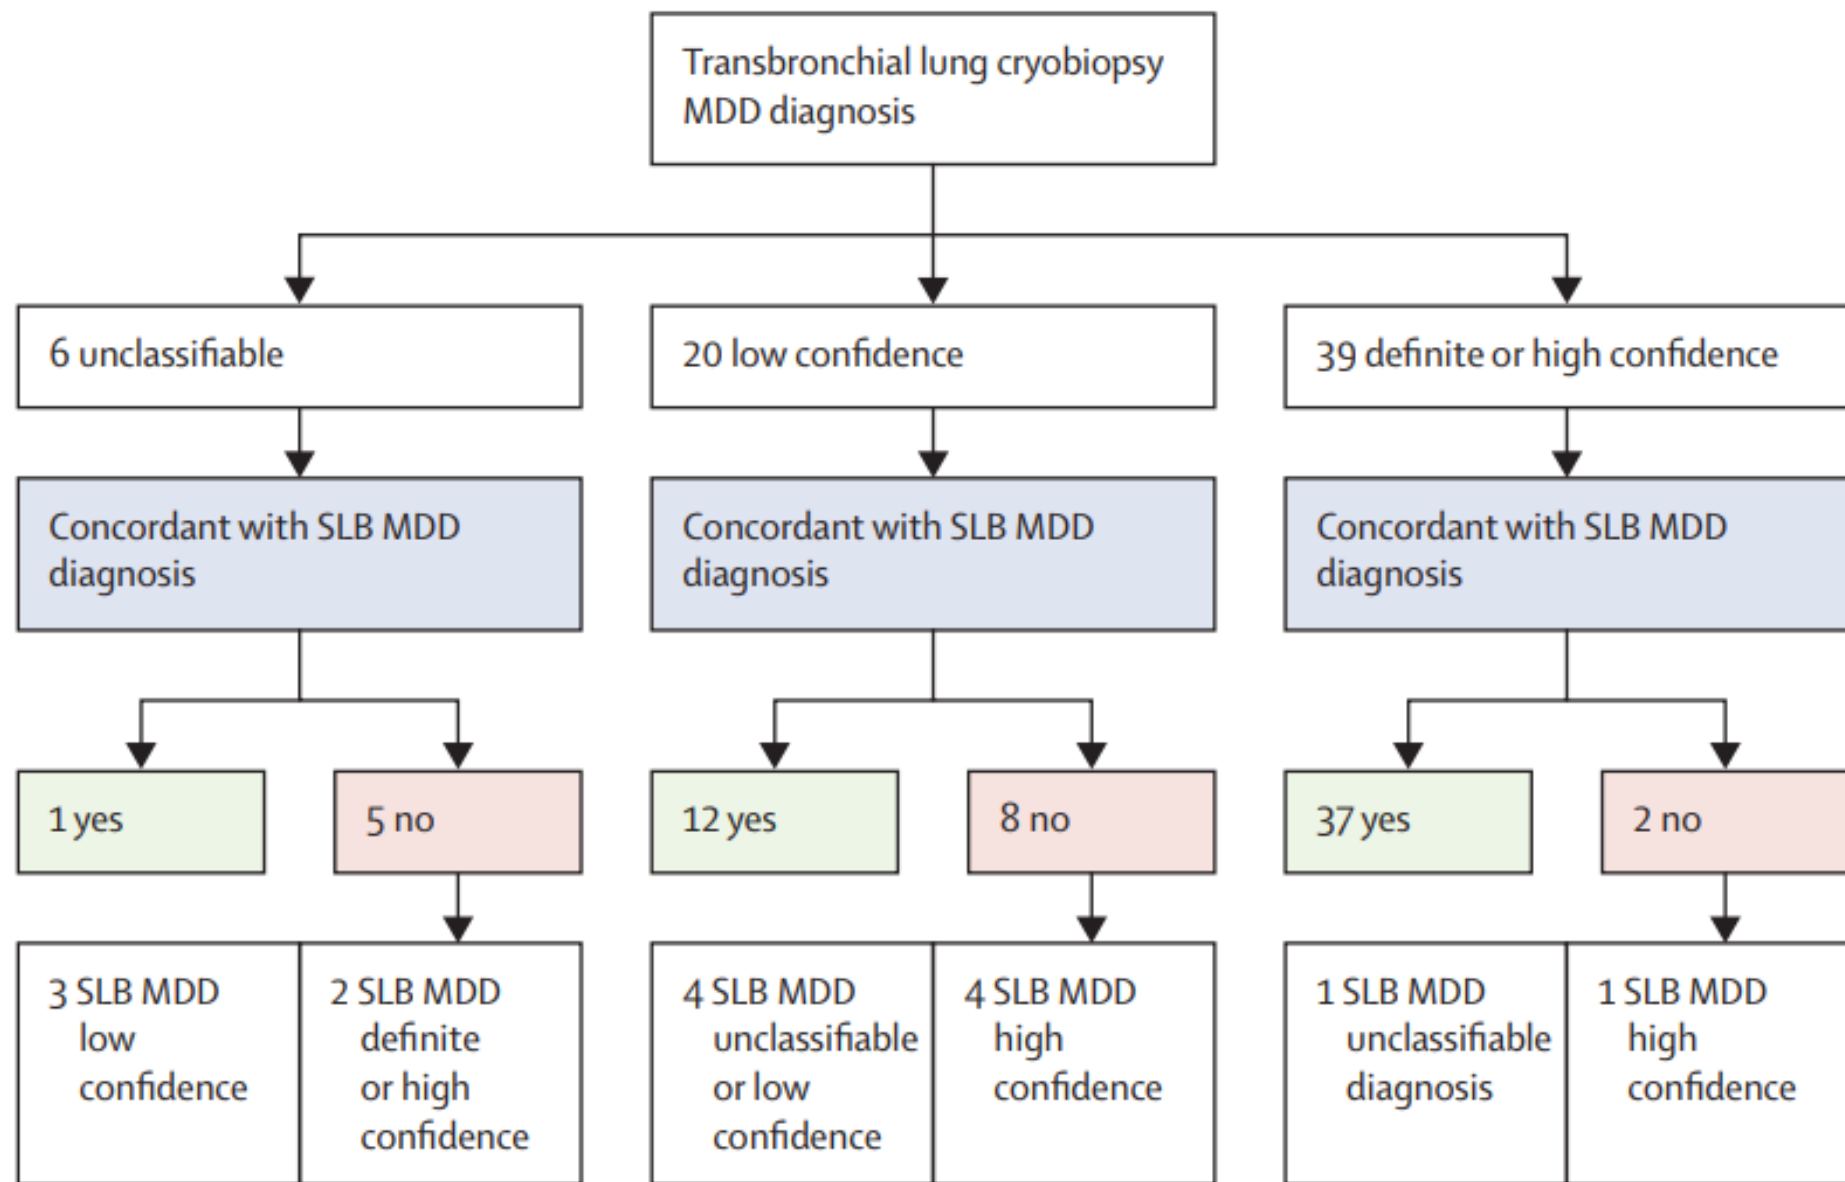 Transbronchial lung cryobiopsy
MDD diagnosis
6 unclassifiable
20 low confidence
39 definite or high confidence
Concordant with SLB MDD
diagnosis
Concordant with SLB MDD
diagnosis
Concordant with SLB MDD
diagnosis
1 yes
5 no
12 yes
8 no
37 yes
2 no
3 SLB MDD
low
confidence
2 SLB MDD
definite
or high
confidence
4 SLB MDD
unclassifiable
or low
confidence
4 SLB MDD
high
confidence
1 SLB MDD
unclassifiable
diagnosis
1 SLB MDD
high
confidence